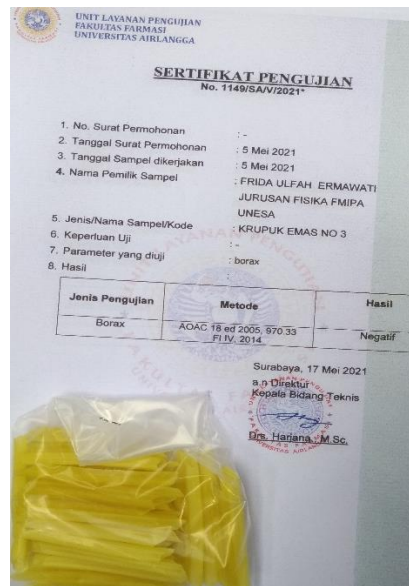 UNIT LAYANAN PENGUJIAN
FAKULTAS FARMASI
UNIVERSITAS AIRLANGGA
SERTIFIKAT PENGUJIAN
No. 1149/SA/V/2021*
1. No. Surat Permohonan : -
2. Tanggal Surat Permohonan : 5 Mei 2021
3. Tanggal Sampel dikerjakan : 5 Mei 2021
4. Nama Pemilik Sampel : FRIDA ULFAH ERMAWATI
JURUSAN FISIKA FMIPA
UNESA
5. Jenis/Nama Sampel/Kode : KRUPUK EMAS NO 3
6. Keperluan Uji : -
7. Parameter yang diuji : borax
8. Hasil :
Jenis Pengujian Metode Hasil
Borax AOAC 18 ed 2005, 970.33 Negatif
FI IV, 2014
Surabaya, 17 Mei 2021
a.n Direktur
Kepala Bidang Teknis
Drs. Harjana, M.Sc.